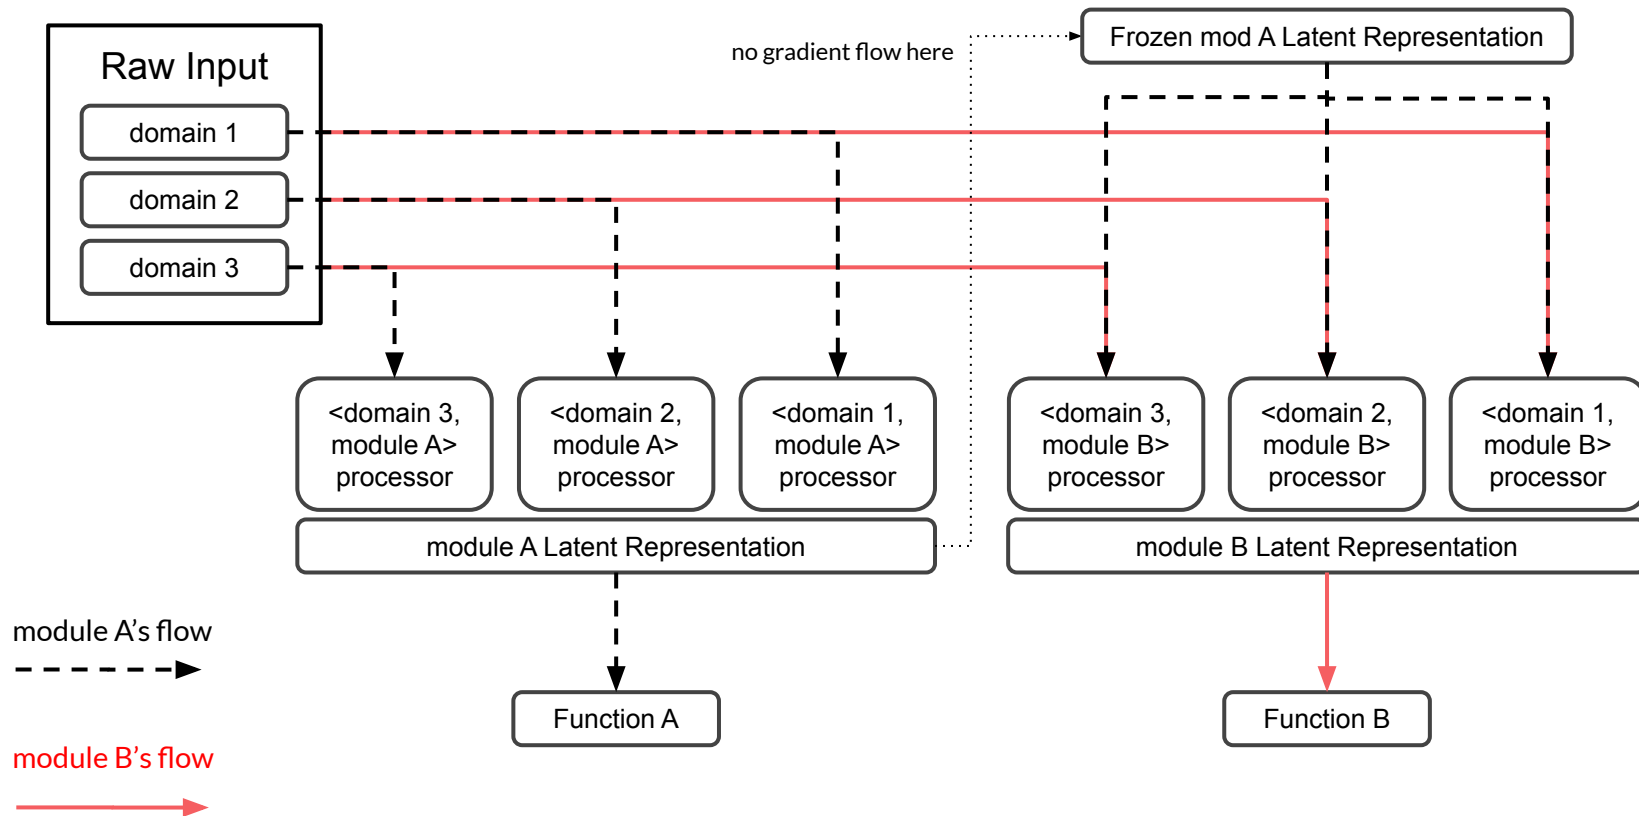 Raw Input
domain 1
domain 2
domain 3
no gradient flow here
Frozen mod A Latent Representation
<domain 3,
module A>
processor
<domain 2,
module A>
processor
<domain 1,
module A>
processor
<domain 3,
module B>
processor
<domain 2,
module B>
processor
<domain 1,
module B>
processor
module A Latent Representation
module B Latent Representation
module A’s flow
Function A
Function B
module B’s flow